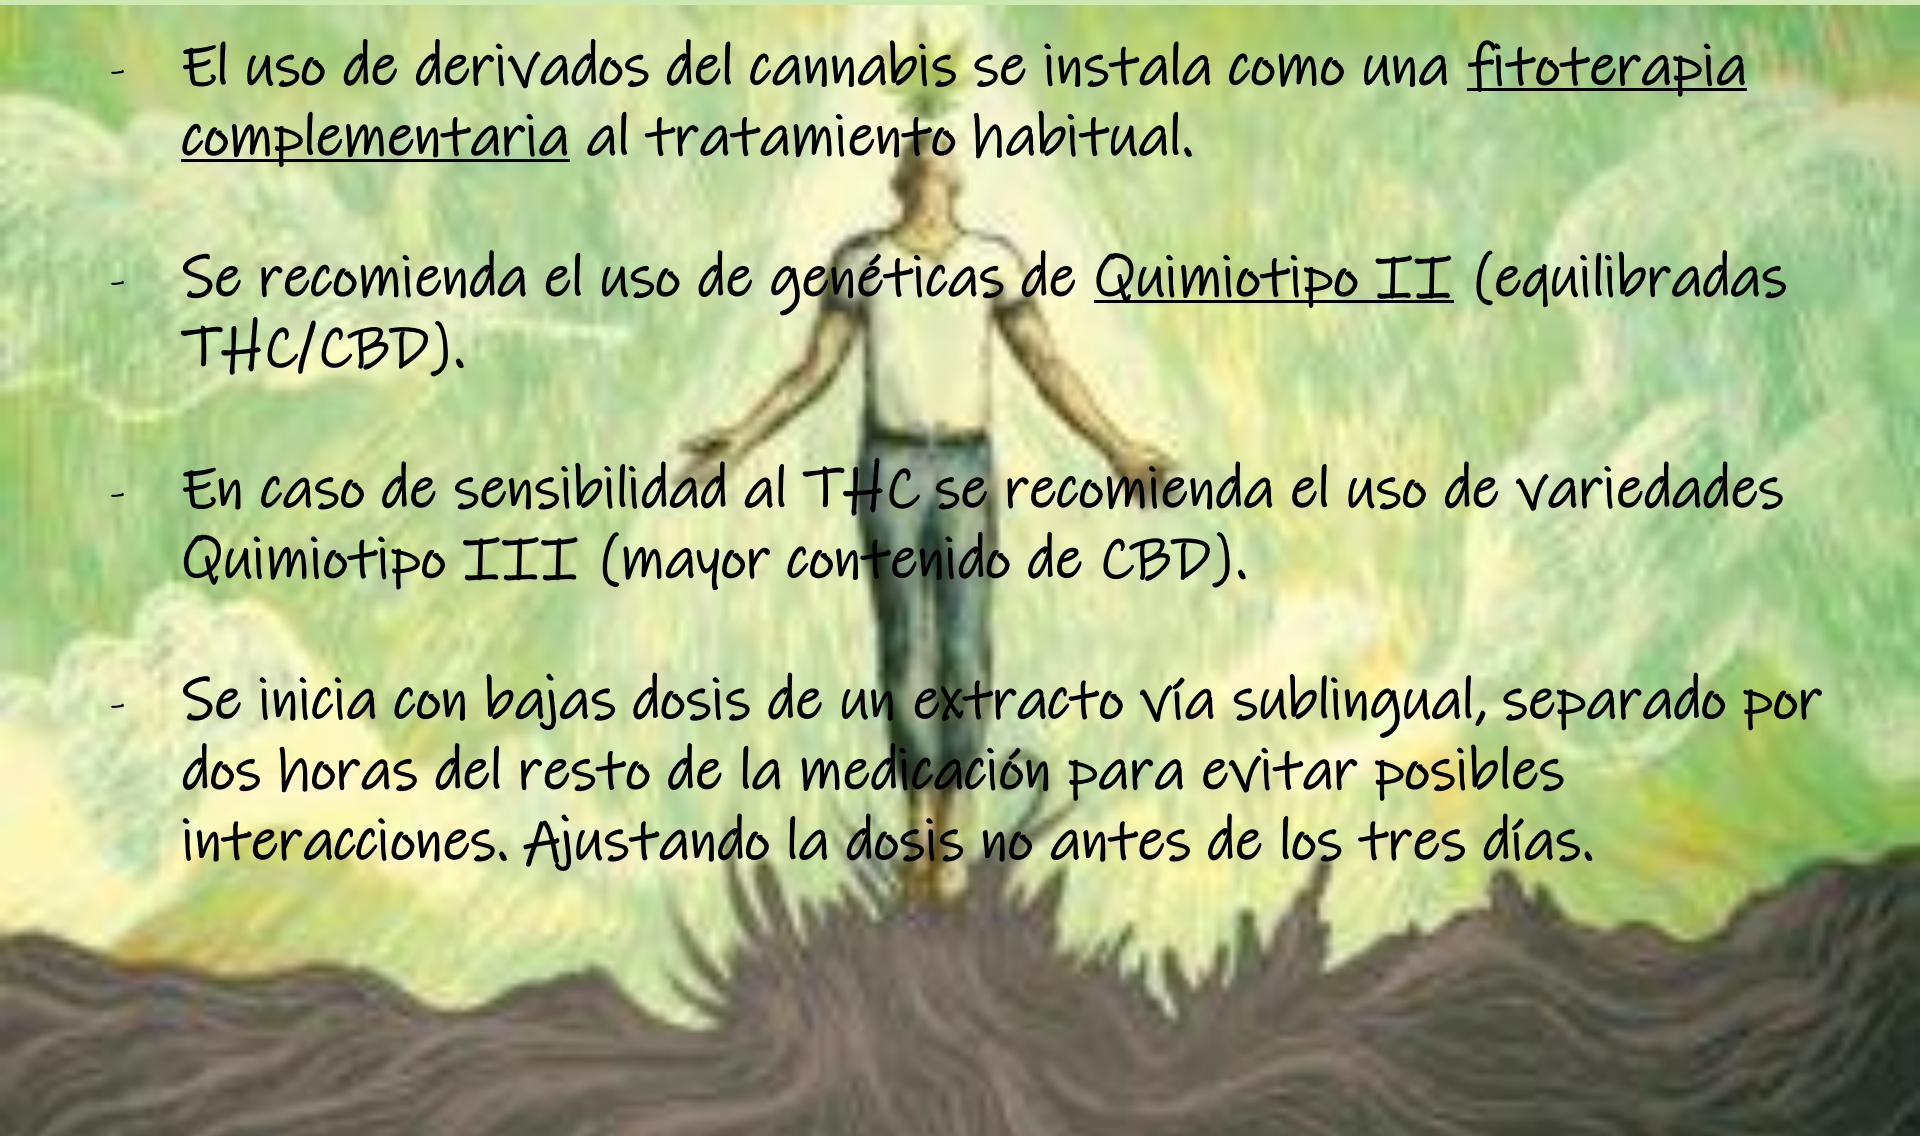 - El uso de derivados del cannabis se instala como una fitoterapia
complementaria al tratamiento habitual.
- Se recomienda el uso de genéticas de Quimiotipo II (equilibradas
THC/CBD).
- En caso de sensibilidad al THC se recomienda el uso de variedades
Quimiotipo III (mayor contenido de CBD).
- Se inicia con bajas dosis de un extracto vía sublingual, separado por
dos horas del resto de la medicación para evitar posibles
interacciones. Ajustando la dosis no antes de los tres días.